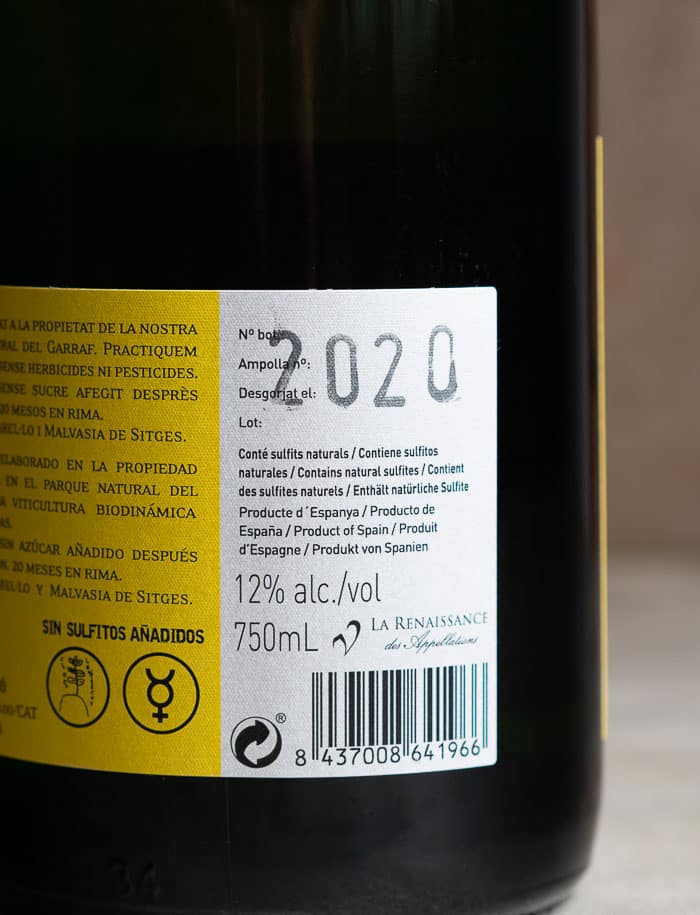 AT A LA PROPIETAT DE LA NOSTRA
RAL DEL GARRAF. PRACTIQUEM
SENSE HERBICIDES NI PESTICIDES.
SENSE SUCRE AFEGIT DESPRÈS
20 MESOS EN RIMA.
AREL·LO I MALVASIA DE SITGES.
ELABORADO EN LA PROPIEDAD
EN EL PARQUE NATURAL DEL
A VITICULTURA BIODINÁMICA
AS.
SIN AZÚCAR AÑADIDO DESPUÉS
N. 20 MESES EN RIMA.
AREL·LO Y MALVASIA DE SITGES.
SIN SULFITOS AÑADIDOS
/CAT
Nº bot.:
Ampolla nº:
Desgorjat el:
Lot:
2020
Conté sulfits naturals / Contiene sulfitos
naturales / Contains natural sulfites / Contient
des sulfites naturels / Enthält natürliche Sulfite
Producte d´Espanya / Producto de
España / Product of Spain / Produit
d'Espagne / Produkt von Spanien
12% alc./vol
750mL LA RENAISSANCE
des Appellations
®
8 437008 641966
34